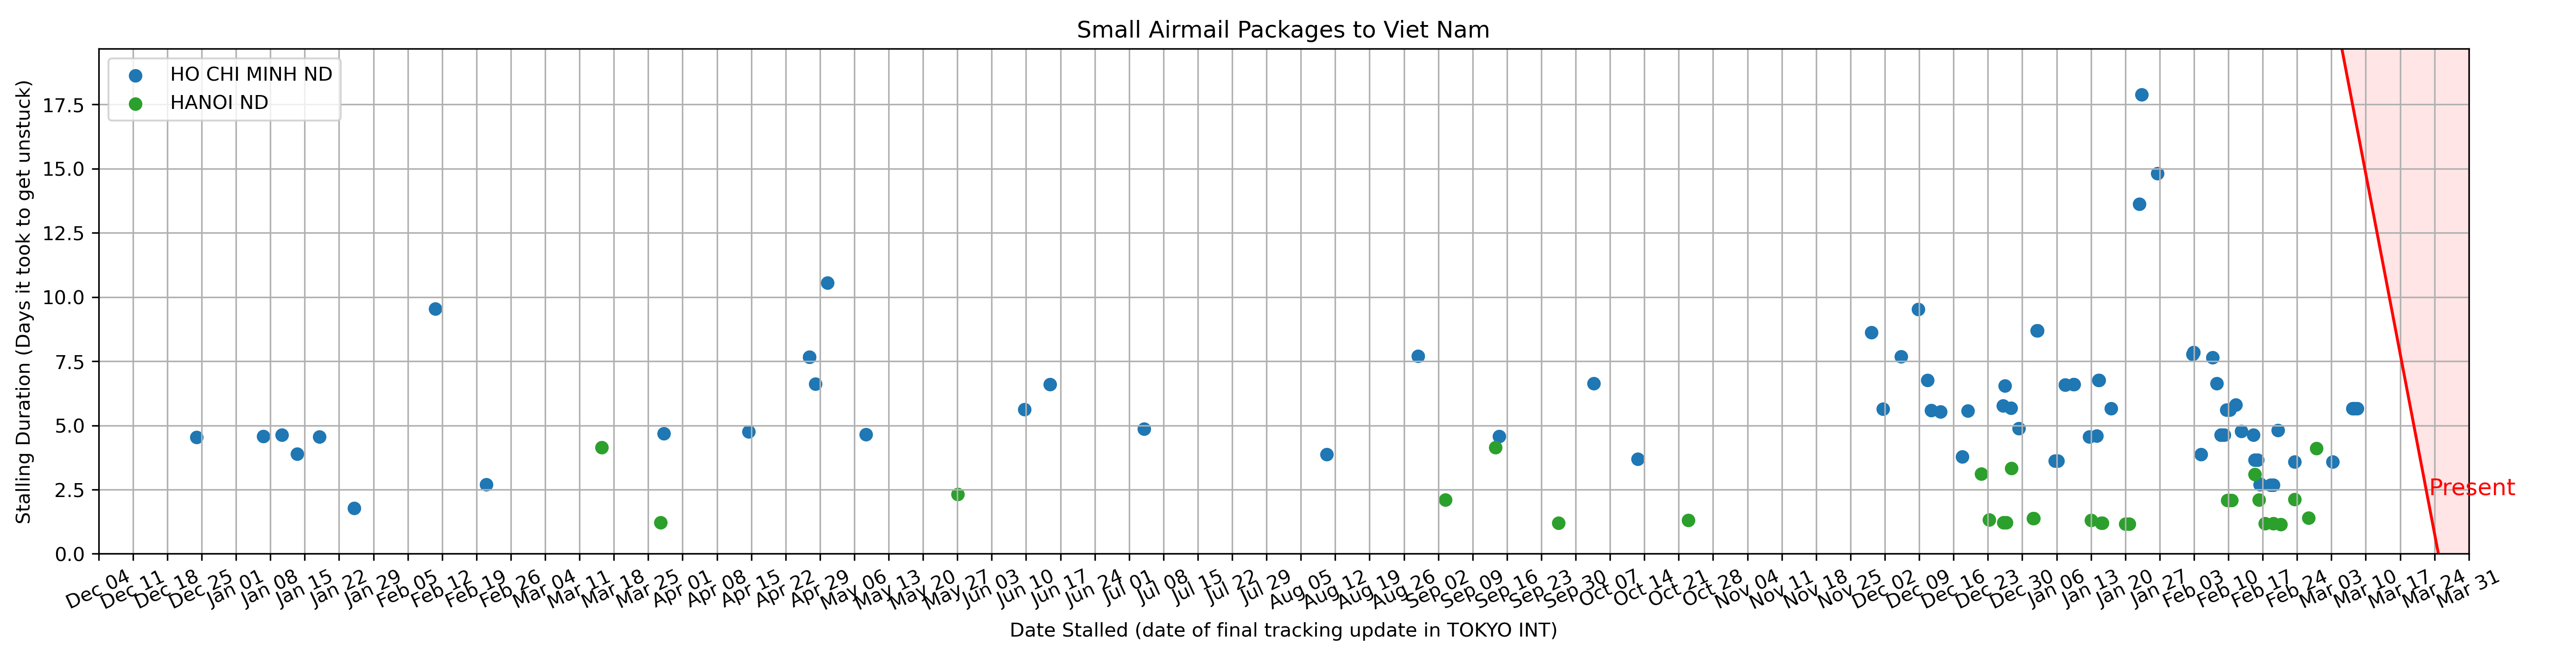 Small Airmail Packages to Viet Nam
HO CHI MINH ND
HANOI ND
Stalling Duration (Days it took to get unstuck)
17.5
15.0
12.5
10.0
7.5
5.0
2.5
0.0
Present
Dec 04 Dec 11 Dec 18 Dec 25 Jan 01 Jan 08 Jan 15 Jan 22 Jan 29 Feb 05 Feb 12 Feb 19 Feb 26 Mar 04 Mar 11 Mar 18 Mar 25 Apr 01 Apr 08 Apr 15 Apr 22 Apr 29 May 06 May 13 May 20 May 27 Jun 03 Jun 10 Jun 17 Jun 24 Jul 01 Jul 08 Jul 15 Jul 22 Jul 29 Aug 05 Aug 12 Aug 19 Aug 26 Sep 02 Sep 09 Sep 16 Sep 23 Sep 30 Oct 07 Oct 14 Oct 21 Oct 28 Nov 04 Nov 11 Nov 18 Nov 25 Dec 02 Dec 09 Dec 16 Dec 23 Dec 30 Jan 06 Jan 13 Jan 20 Jan 27 Feb 03 Feb 10 Feb 17 Feb 24 Mar 03 Mar 10 Mar 17 Mar 24 Mar 31
Date Stalled (date of final tracking update in TOKYO INT)